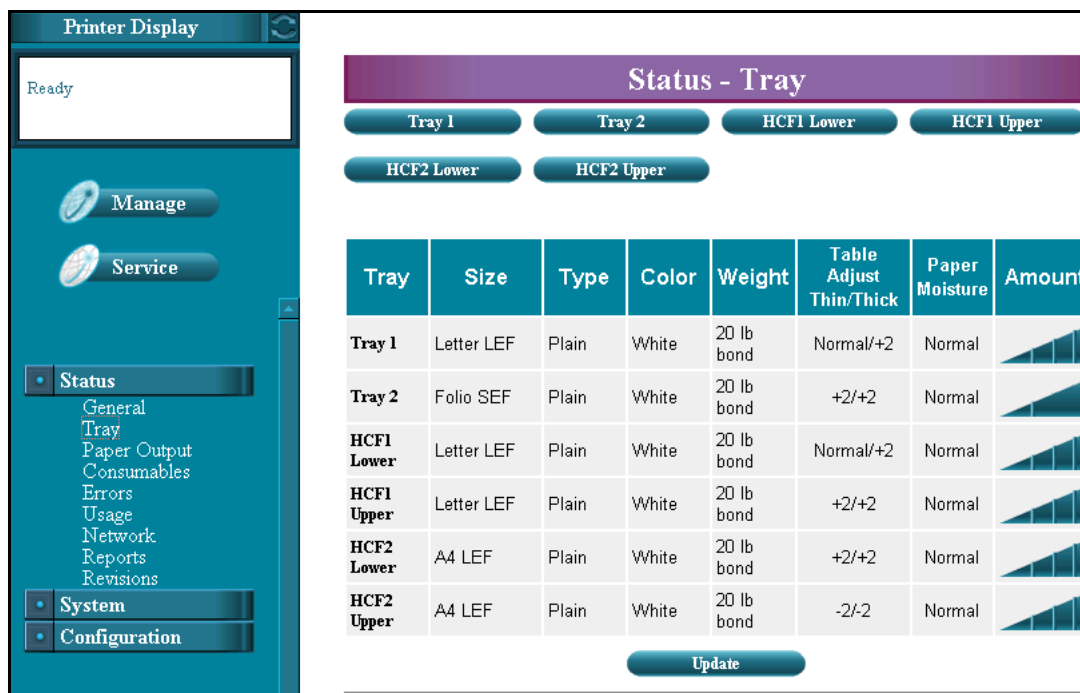 Printer Display
Ready
Manage
Service
Status
General
Tray
Paper Output
Consumables
Errors
Usage
Network
Reports
Revisions
System
Configuration
Status - Tray
Tray 1 Tray 2 HCF1 Lower HCF1 Upper
HCF2 Lower HCF2 Upper
Tray Size Type Color Weight Table Adjust Thin/Thick Paper Moisture Amount
Tray 1 Letter LEF Plain White 20 lb bond Normal/+2 Normal
Tray 2 Folio SEF Plain White 20 lb bond +2/+2 Normal
HCF1 Lower Letter LEF Plain White 20 lb bond Normal/+2 Normal
HCF1 Upper Letter LEF Plain White 20 lb bond +2/+2 Normal
HCF2 Lower A4 LEF Plain White 20 lb bond +2/+2 Normal
HCF2 Upper A4 LEF Plain White 20 lb bond -2/-2 Normal
Update